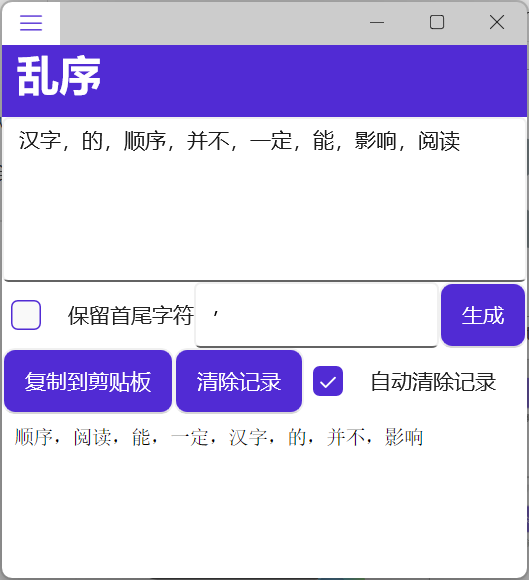 乱序
汉字，的，顺序，并不，一定，能，影响，阅读
保留首尾字符 ， 生成
复制到剪贴板 清除记录 自动清除记录
顺序，阅读，能，一定，汉字，的，并不，影响